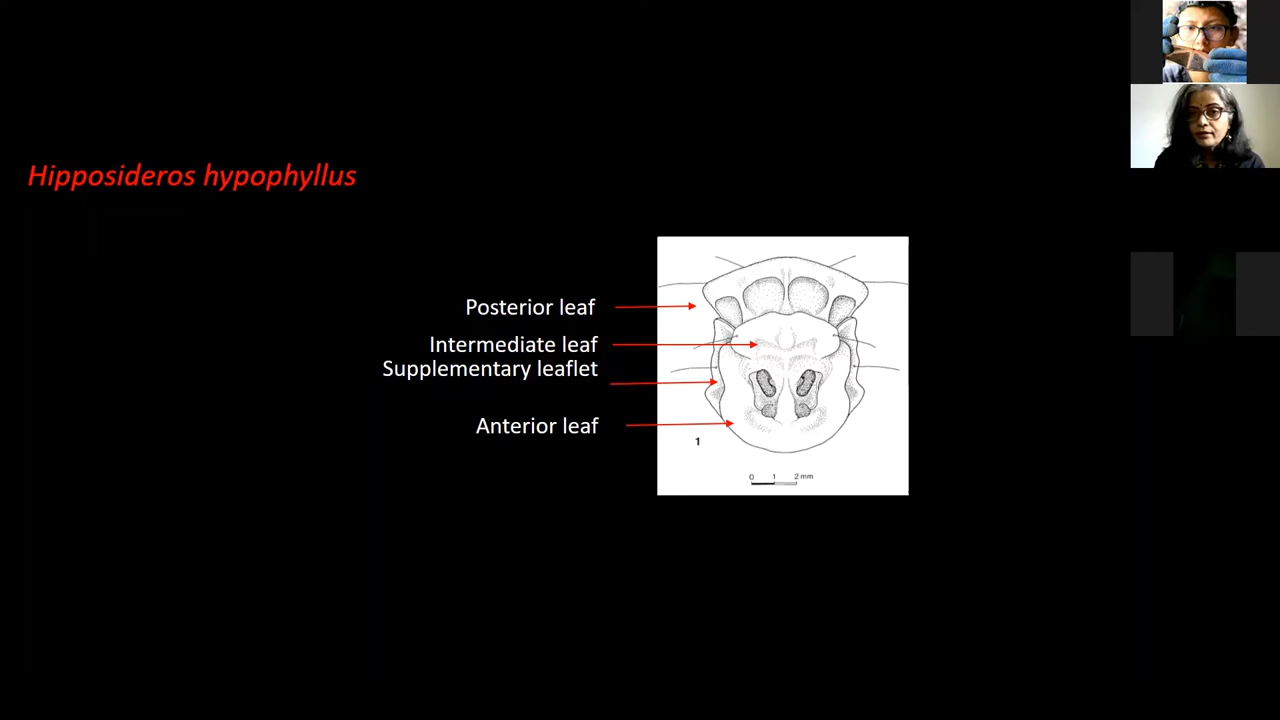 Hipposideros hypophyllus
Posterior leaf
Intermediate leaf
Supplementary leaflet
Anterior leaf
1
0 1 2 mm